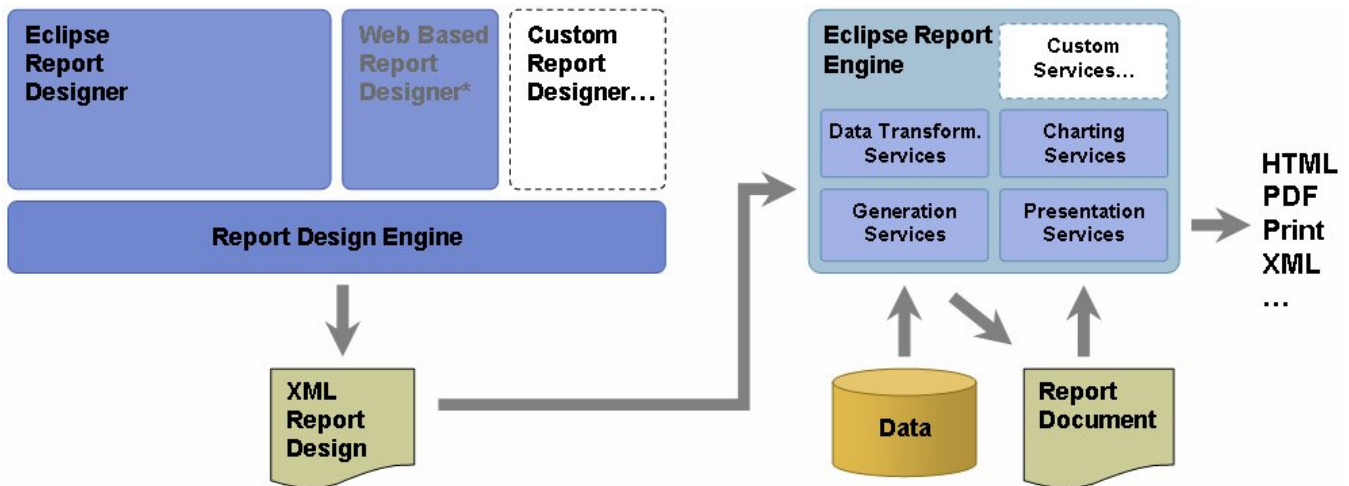 Eclipse
Report
Designer
Web Based
Report
Designer*
Custom
Report
Designer...
Report Design Engine
XML
Report
Design
Eclipse Report
Engine
Custom
Services...
Data Transform.
Services
Charting
Services
Generation
Services
Presentation
Services
Data
Report
Document
HTML
PDF
Print
XML
...